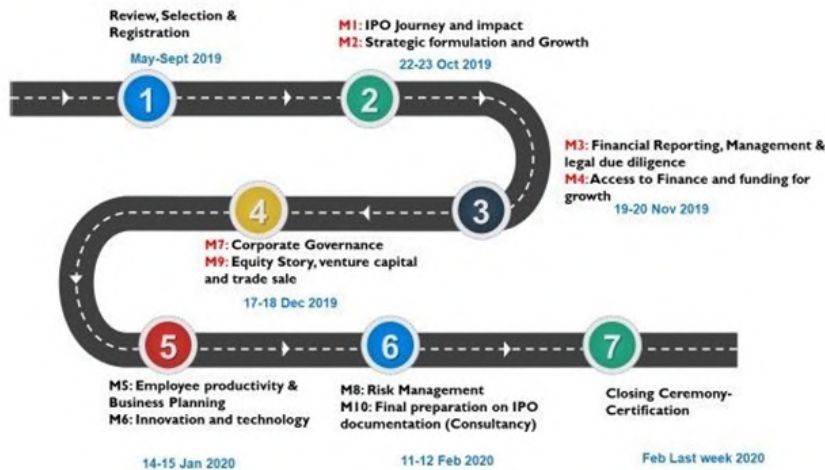 Review, Selection &
Registration
May-Sept 2019
1
M1: IPO Journey and impact
M2: Strategic formulation and Growth
22-23 Oct 2019
2
M3: Financial Reporting, Management &
legal due diligence
M4: Access to Finance and funding for
growth
19-20 Nov 2019
3
4
M7: Corporate Governance
M9: Equity Story, venture capital
and trade sale
17-18 Dec 2019
5
M5: Employee productivity &
Business Planning
M6: Innovation and technology
14-15 Jan 2020
6
M8: Risk Management
M10: Final preparation on IPO
documentation (Consultancy)
11-12 Feb 2020
7
Closing Ceremony-
Certification
Feb Last week 2020